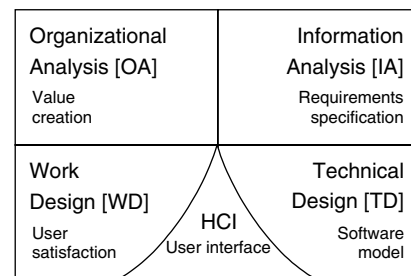 Organizational
Analysis [OA]
Value
creation
Information
Analysis [IA]
Requirements
specification
Work
Design [WD]
User
satisfaction
HCI
User interface
Technical
Design [TD]
Software
model